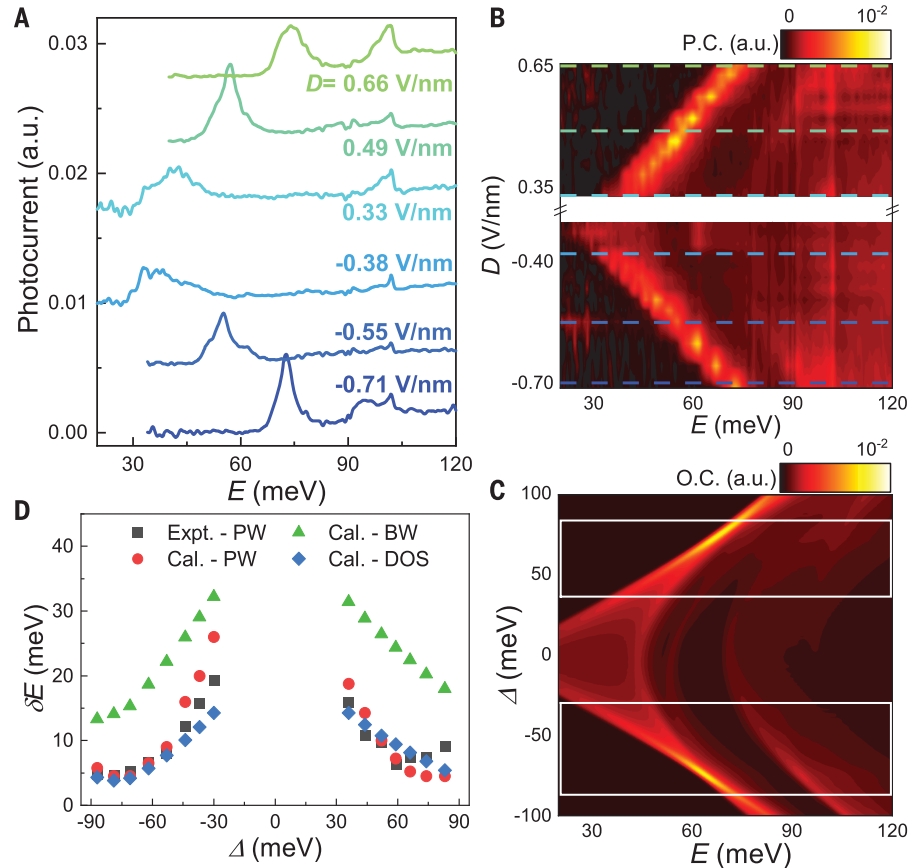 A
0.03
0.02
0.01
0.00
Photocurrent (a.u.)
D= 0.66 V/nm
0.49 V/nm
0.33 V/nm
-0.38 V/nm
-0.55 V/nm
-0.71 V/nm
30 60 90 120
E (meV)
B
0 10⁻²
P.C. (a.u.)
0.65
0.35
-0.40
-0.70
D (V/nm)
30 60 90 120
E (meV)
0 10⁻²
O.C. (a.u.)
C
100
50
0
-50
-100
Δ (meV)
30 60 90 120
E (meV)
D
Expt. - PW
Cal. - BW
Cal. - PW
Cal. - DOS
40
30
20
10
0
δE (meV)
-90 -60 -30 0 30 60 90
Δ (meV)